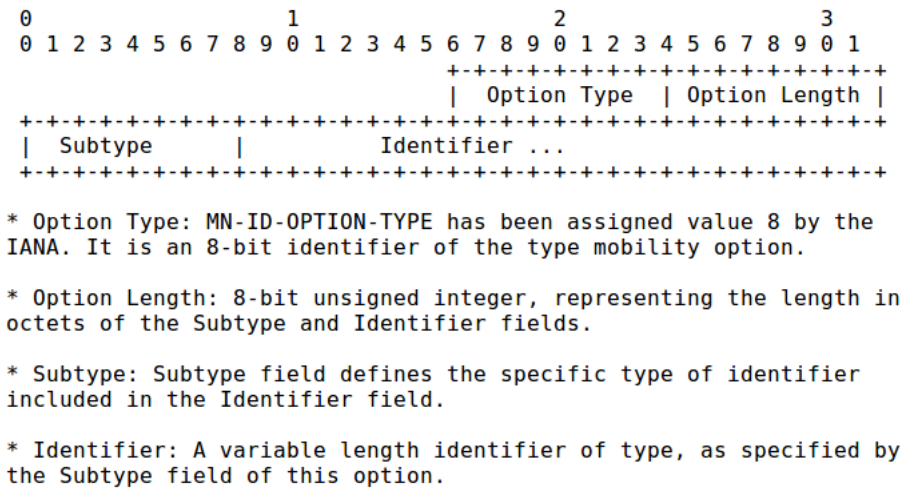 0                   1                   2                   3
0 1 2 3 4 5 6 7 8 9 0 1 2 3 4 5 6 7 8 9 0 1 2 3 4 5 6 7 8 9 0 1
                                +-+-+-+-+-+-+-+-+-+-+-+-+-+-+-+-+
                                |  Option Type  | Option Length |
+-+-+-+-+-+-+-+-+-+-+-+-+-+-+-+-+-+-+-+-+-+-+-+-+-+-+-+-+-+-+-+-+
|  Subtype      |          Identifier ...
+-+-+-+-+-+-+-+-+-+-+-+-+-+-+-+-+-+-+-+-+-+-+-+-+-+-+-+-+-+-+-+-+
* Option Type: MN-ID-OPTION-TYPE has been assigned value 8 by the
IANA. It is an 8-bit identifier of the type mobility option.
* Option Length: 8-bit unsigned integer, representing the length in
octets of the Subtype and Identifier fields.
* Subtype: Subtype field defines the specific type of identifier
included in the Identifier field.
* Identifier: A variable length identifier of type, as specified by
the Subtype field of this option.